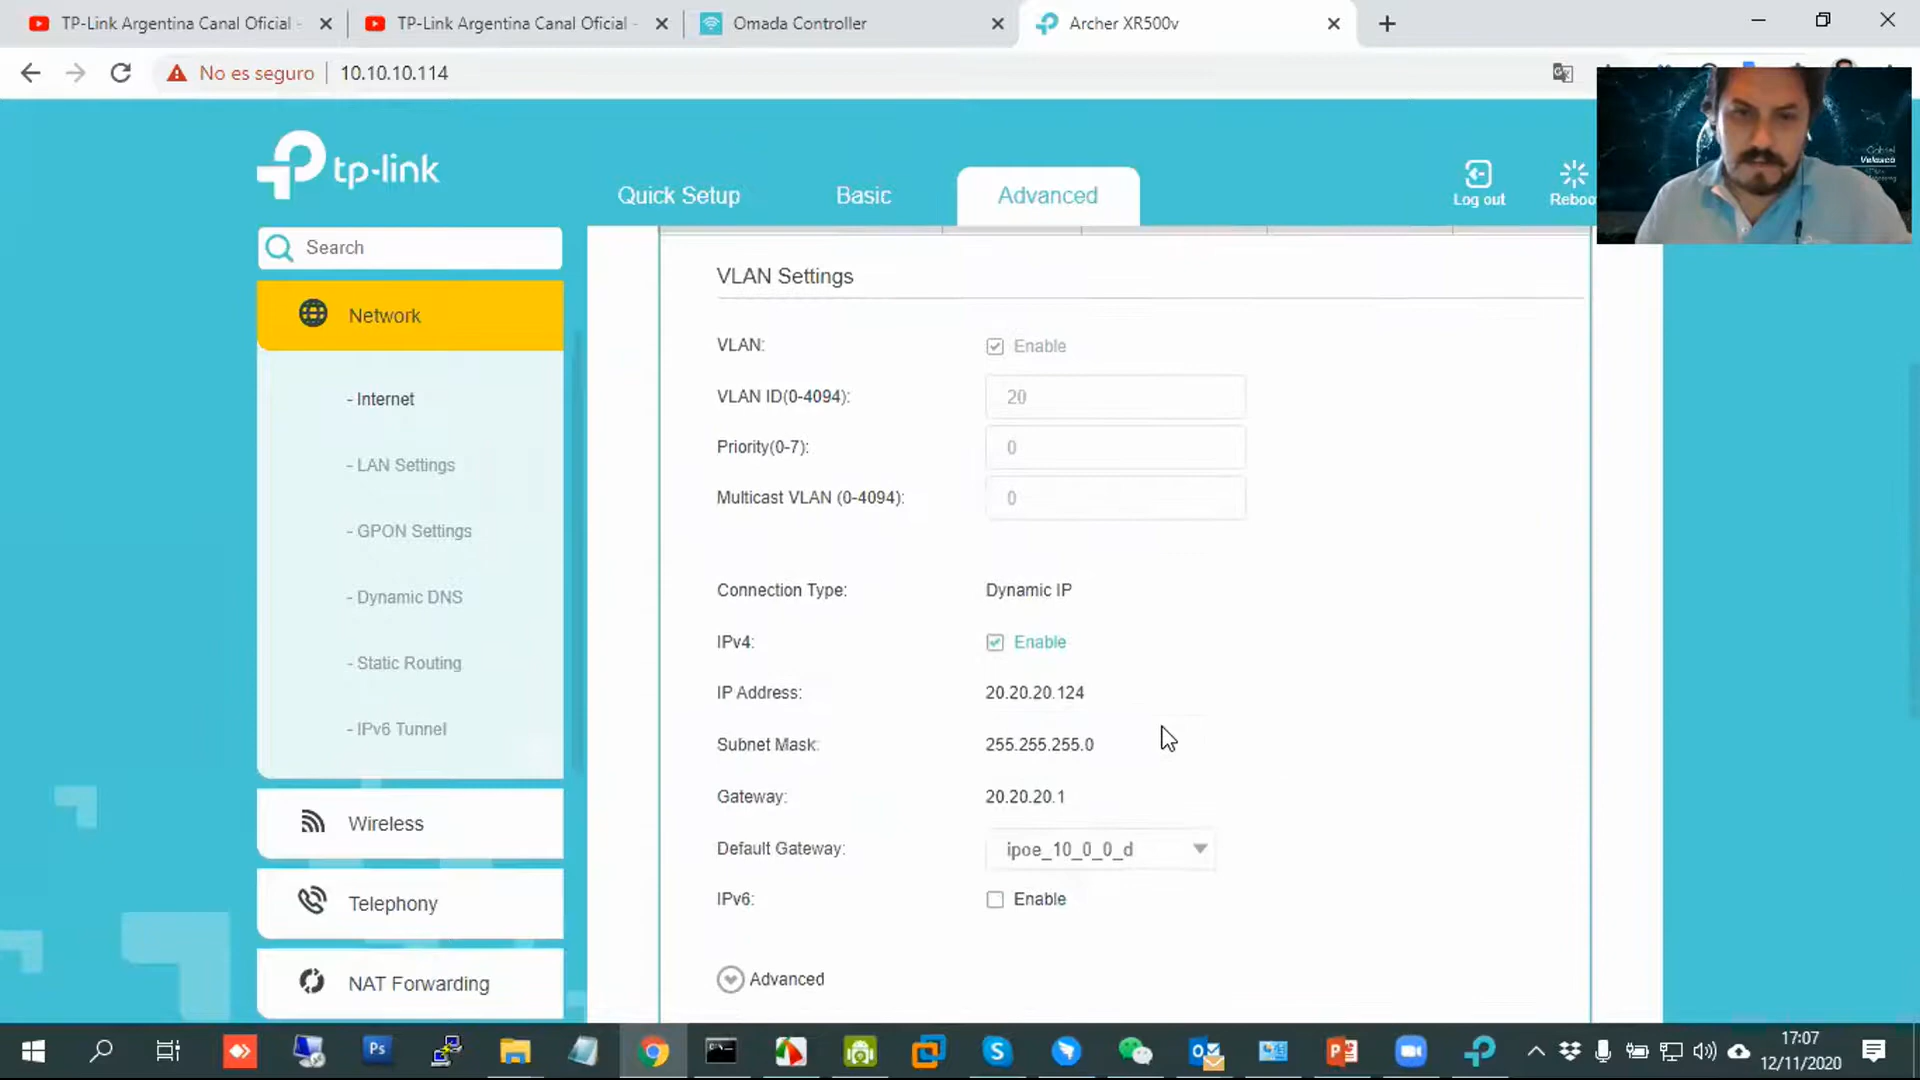 TP-Link Argentina Canal Oficial -
TP-Link Argentina Canal Oficial -
Omada Controller
Archer XR500v
No es seguro
10.10.10.114
tp-link
Quick Setup
Basic
Advanced
Log out
Reboo
Gabriel
Velasco
Search
Network
- Internet
- LAN Settings
- GPON Settings
- Dynamic DNS
- Static Routing
- IPv6 Tunnel
Wireless
Telephony
NAT Forwarding
VLAN Settings
VLAN: Enable
VLAN ID(0-4094): 20
Priority(0-7): 0
Multicast VLAN (0-4094): 0
Connection Type: Dynamic IP
IPv4: Enable
IP Address: 20.20.20.124
Subnet Mask: 255.255.255.0
Gateway: 20.20.20.1
Default Gateway: ipoe_10_0_0_d
IPv6: Enable
Advanced
Ps
17:07
12/11/2020